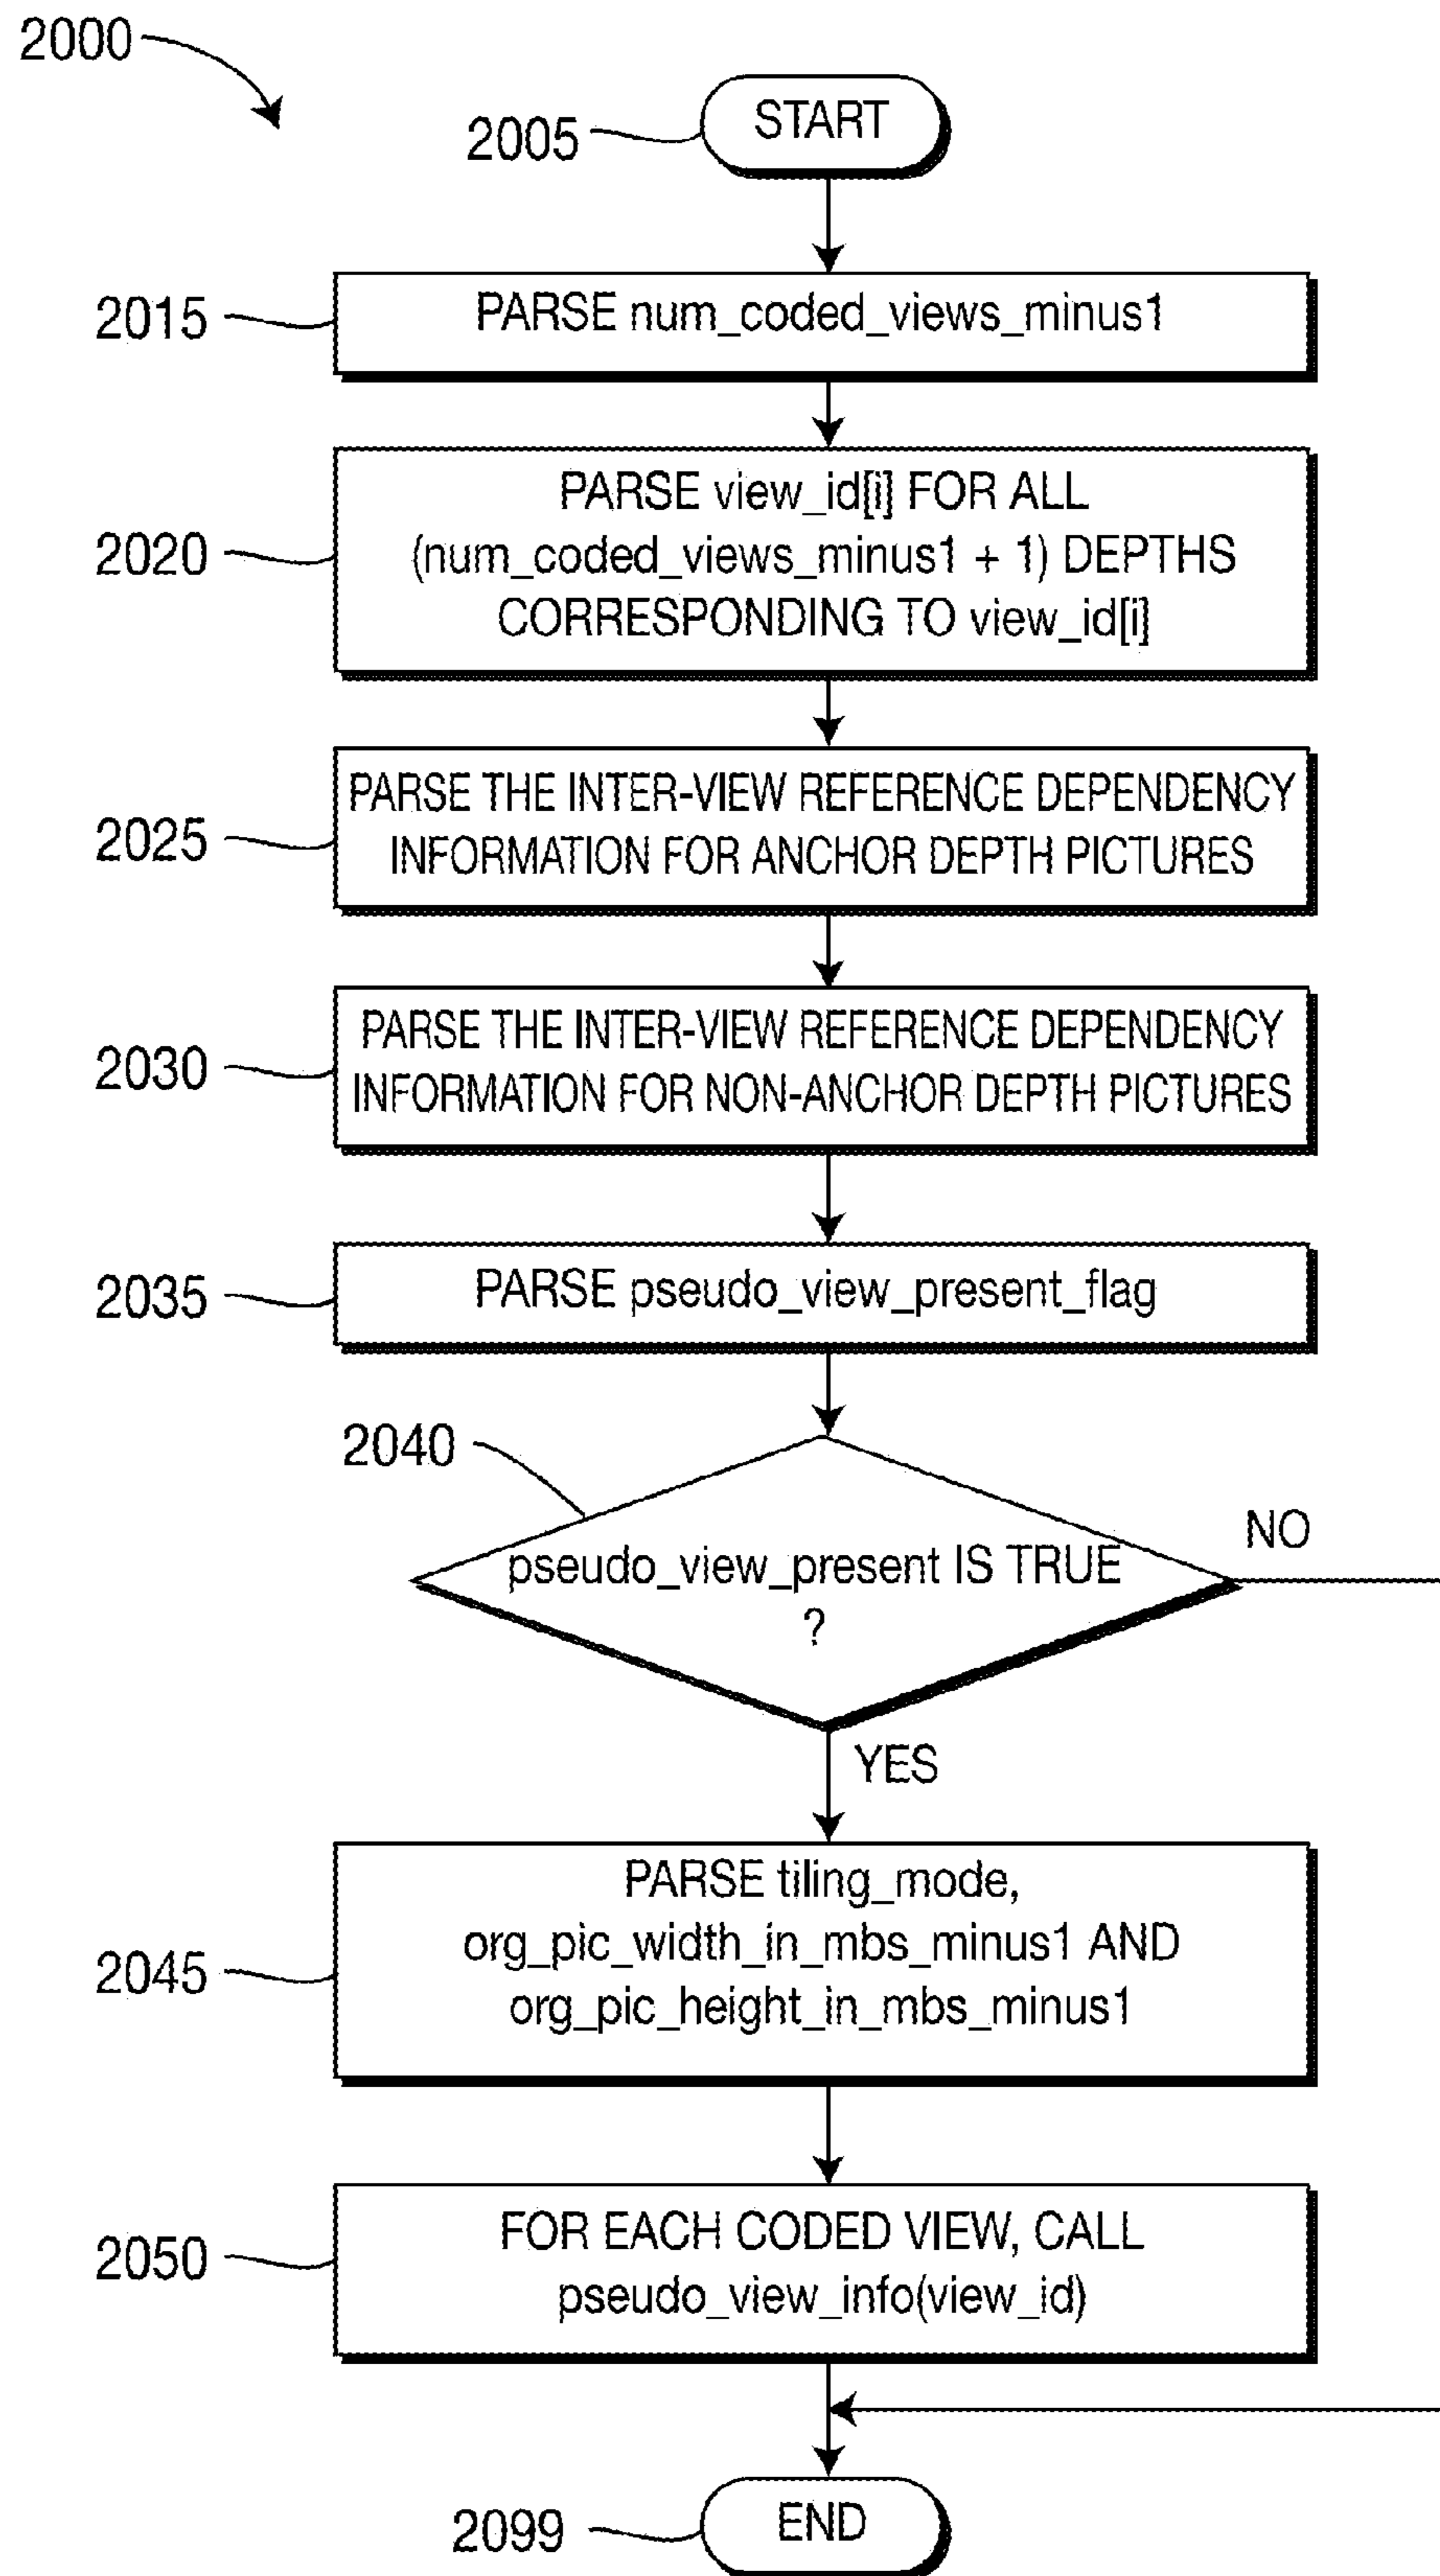 2000
START
2005
PARSE num_coded_views_minus1
2015
PARSE view_id[i] FOR ALL
(num_coded_views_minus1 + 1) DEPTHS
CORRESPONDING TO view_id[i]
2020
PARSE THE INTER-VIEW REFERENCE DEPENDENCY
INFORMATION FOR ANCHOR DEPTH PICTURES
2025
PARSE THE INTER-VIEW REFERENCE DEPENDENCY
INFORMATION FOR NON-ANCHOR DEPTH PICTURES
2030
PARSE pseudo_view_present_flag
2035
2040
pseudo_view_present IS TRUE
?
NO
YES
PARSE tiling_mode,
org_pic_width_in_mbs_minus1 AND
org_pic_height_in_mbs_minus1
2045
FOR EACH CODED VIEW, CALL
pseudo_view_info(view_id)
2050
END
2099